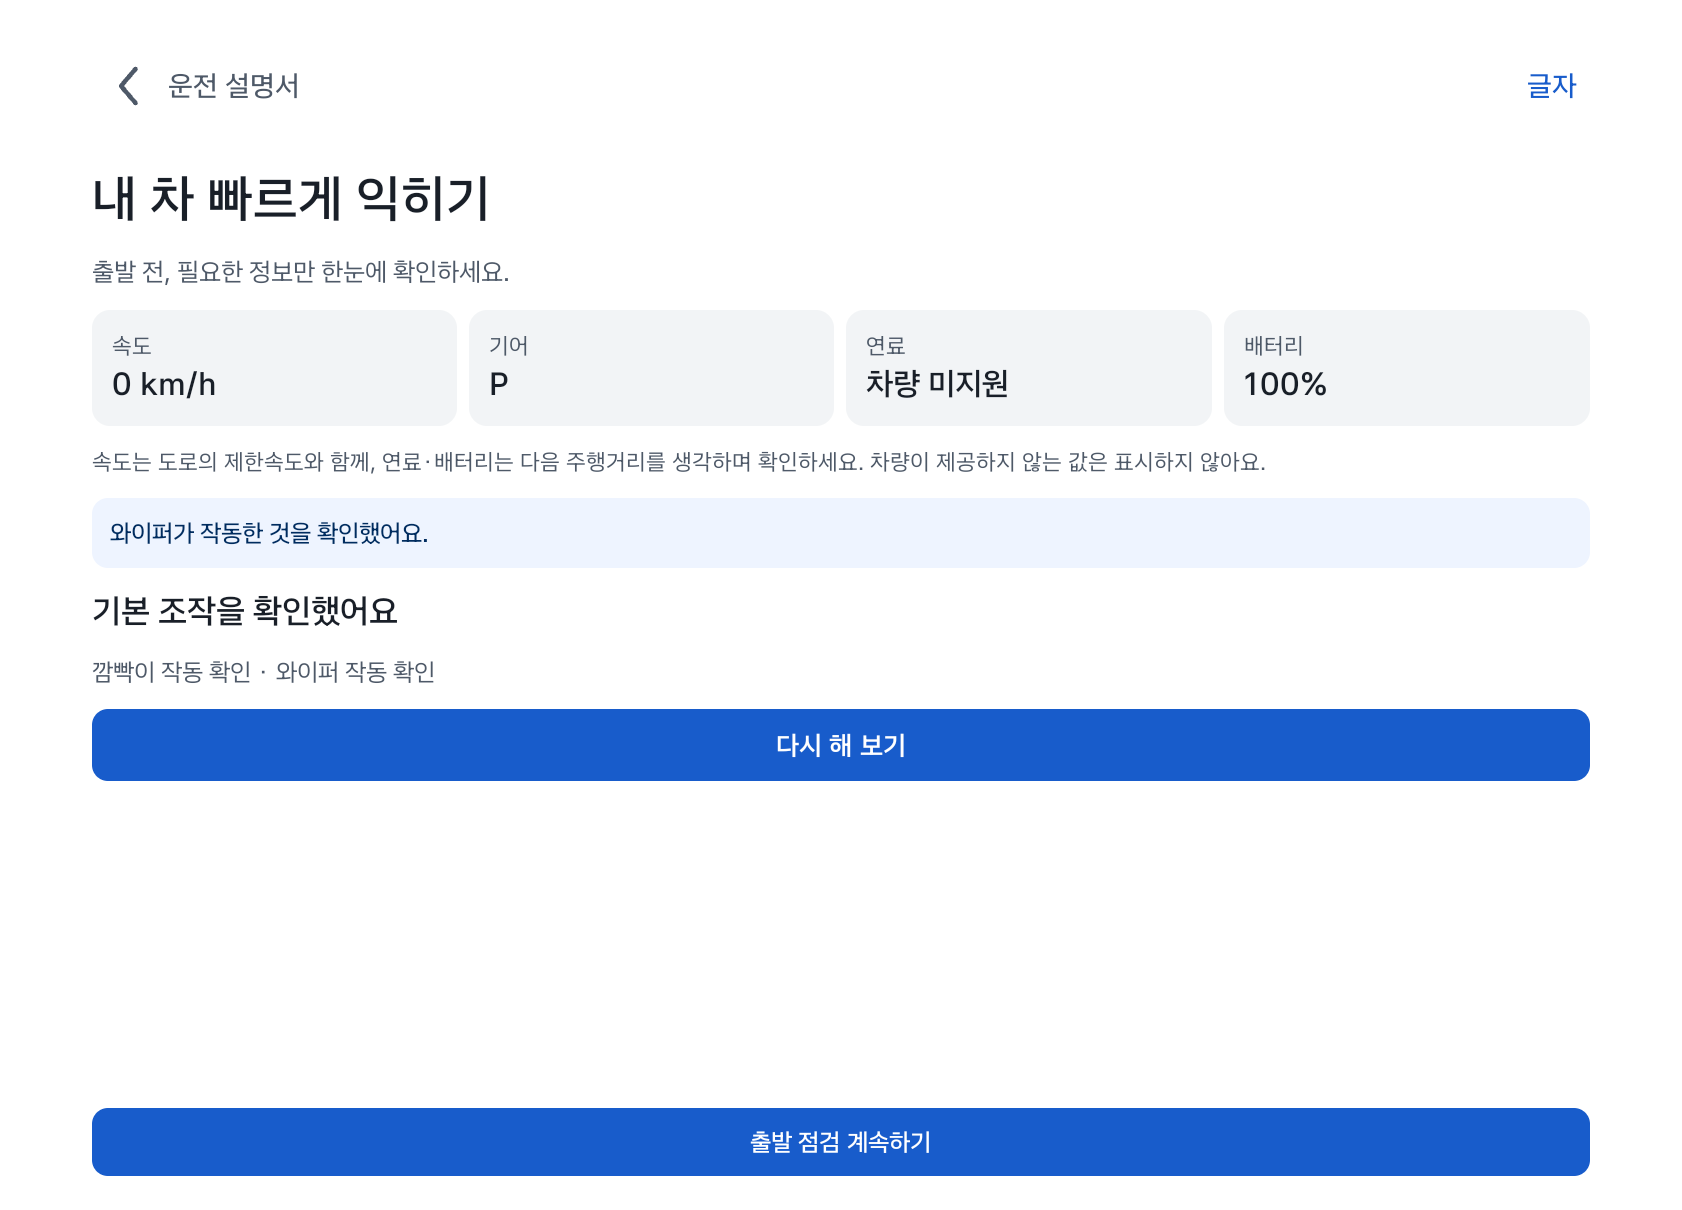 운전 설명서
글자
내 차 빠르게 익히기
출발 전, 필요한 정보만 한눈에 확인하세요.
속도
0 km/h
기어
P
연료
차량 미지원
배터리
100%
속도는 도로의 제한속도와 함께, 연료·배터리는 다음 주행거리를 생각하며 확인하세요. 차량이 제공하지 않는 값은 표시하지 않아요.
와이퍼가 작동한 것을 확인했어요.
기본 조작을 확인했어요
깜빡이 작동 확인 · 와이퍼 작동 확인
다시 해 보기
출발 점검 계속하기